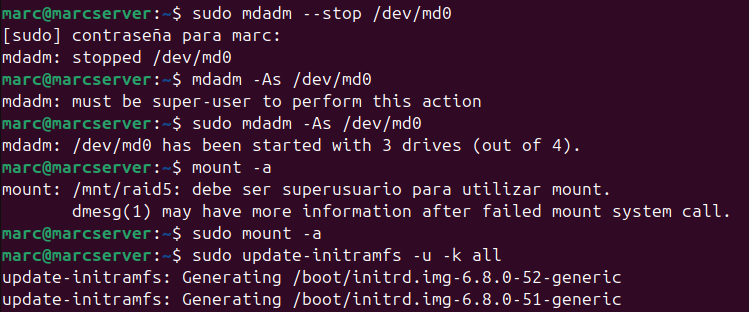 marc@marcserver:~$ sudo mdadm --stop /dev/md0
[sudo] contraseña para marc:
mdadm: stopped /dev/md0
marc@marcserver:~$ mdadm -As /dev/md0
mdadm: must be super-user to perform this action
marc@marcserver:~$ sudo mdadm -As /dev/md0
mdadm: /dev/md0 has been started with 3 drives (out of 4).
marc@marcserver:~$ mount -a
mount: /mnt/raid5: debe ser superusuario para utilizar mount.
       dmesg(1) may have more information after failed mount system call.
marc@marcserver:~$ sudo mount -a
marc@marcserver:~$ sudo update-initramfs -u -k all
update-initramfs: Generating /boot/initrd.img-6.8.0-52-generic
update-initramfs: Generating /boot/initrd.img-6.8.0-51-generic